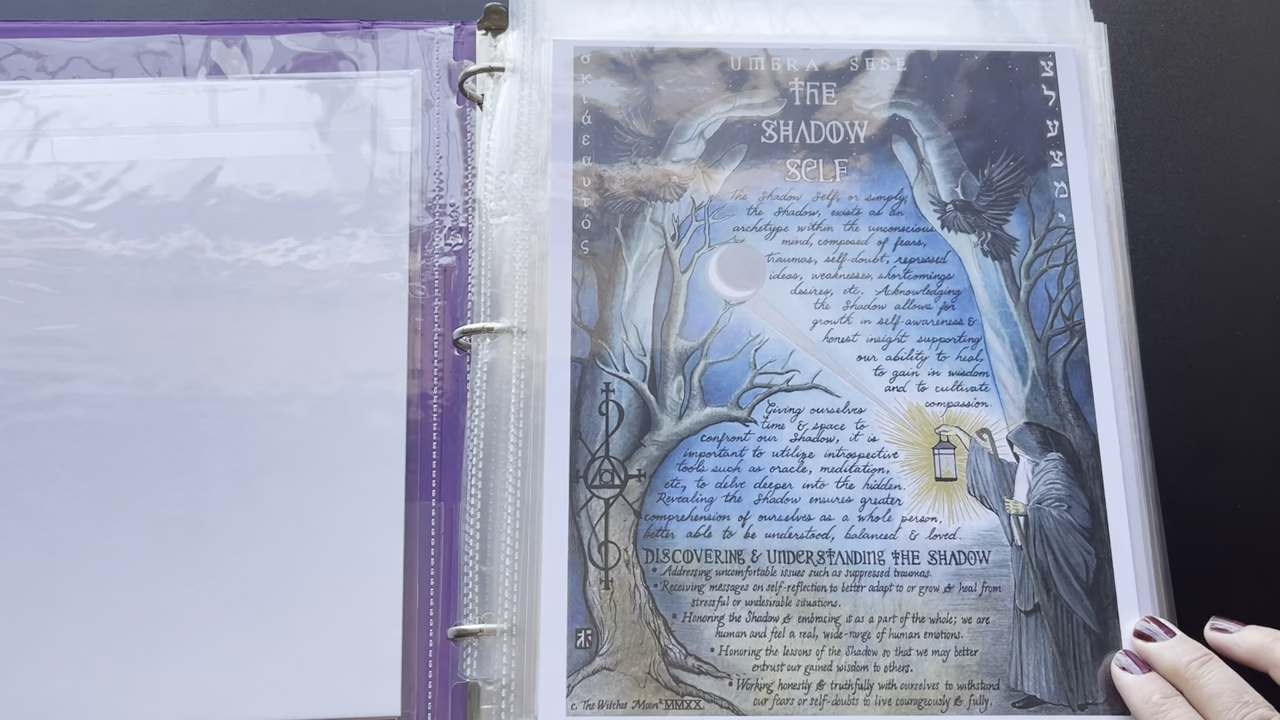 UMBRA SESE
THE
SHADOW
SELF
σκιάεαυτός
צלעצמי
The Shadow Self, or simply,
the Shadow, exists as an
archetype within the unconscious
mind, composed of fears,
traumas, self-doubt, repressed
ideas, weaknesses, shortcomings
desires, etc. Acknowledging
the Shadow allows for
growth in self-awareness &
honest insight supporting
our ability to heal,
to gain in wisdom
and to cultivate
compassion.
Giving ourselves
time & space to
confront our Shadow, it is
important to utilize introspective
tools such as oracle, meditation,
etc, to delve deeper into the hidden.
Revealing the Shadow ensures greater
comprehension of ourselves as a whole person,
better able to be understood, balanced & loved.
DISCOVERING & UNDERSTANDING THE SHADOW
• Addressing uncomfortable issues such as suppressed traumas.
• Receiving messages on self-reflection to better adapt to or grow & heal from
stressful or undesirable situations.
• Honoring the Shadow & embracing it as a part of the whole; we are
human and feel a real, wide-range of human emotions.
• Honoring the lessons of the Shadow so that we may better
entrust our gained wisdom to others.
• Working honestly & truthfully with ourselves to withstand
our fears or self-doubts to live courageously & fully.
c. The Witches Moon® MMXX.